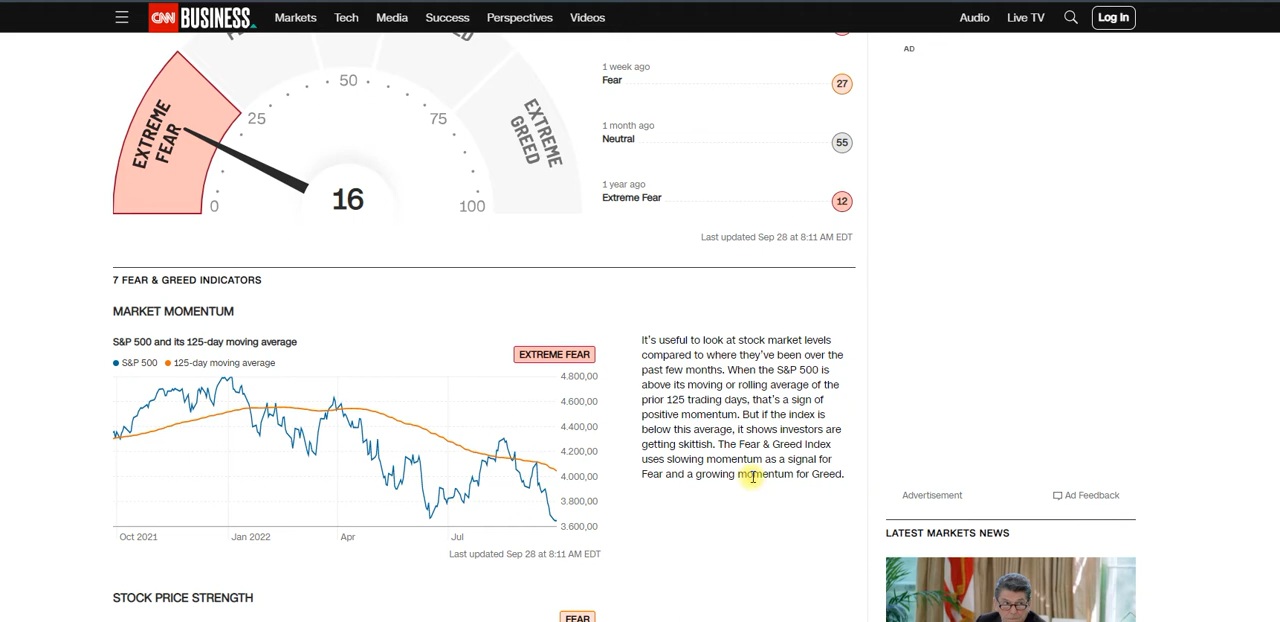 CNN BUSINESS Markets Tech Media Success Perspectives Videos Audio Live TV Log In
AD
1 week ago
Fear 27
50
25 75
EXTREME FEAR
EXTREME GREED
1 month ago
Neutral 55
1 year ago
Extreme Fear 12
0 16 100
Last updated Sep 28 at 8:11 AM EDT
7 FEAR & GREED INDICATORS
MARKET MOMENTUM
S&P 500 and its 125-day moving average
S&P 500 125-day moving average
EXTREME FEAR
4.800,00
4.600,00
4.400,00
4.200,00
4.000,00
3.800,00
3.600,00
Oct 2021 Jan 2022 Apr Jul
Last updated Sep 28 at 8:11 AM EDT
It's useful to look at stock market levels
compared to where they've been over the
past few months. When the S&P 500 is
above its moving or rolling average of the
prior 125 trading days, that's a sign of
positive momentum. But if the index is
below this average, it shows investors are
getting skittish. The Fear & Greed Index
uses slowing momentum as a signal for
Fear and a growing momentum for Greed.
Advertisement Ad Feedback
LATEST MARKETS NEWS
STOCK PRICE STRENGTH
FEAR